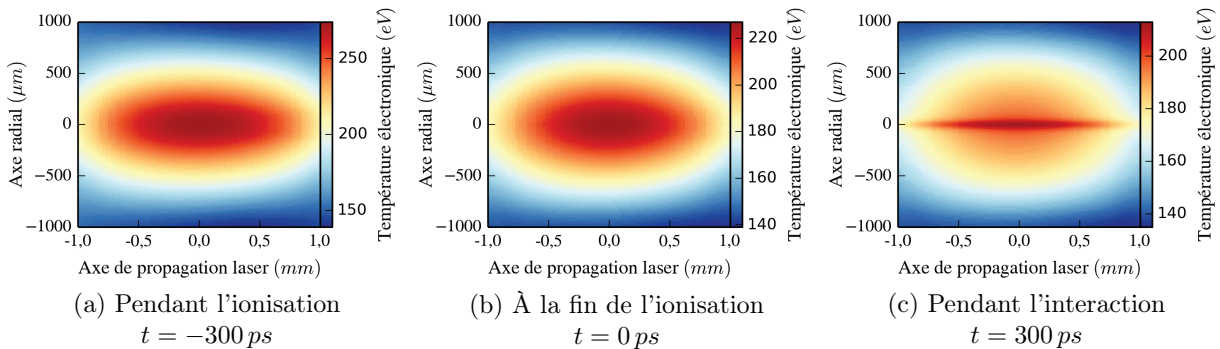 1000
500
0
−500
−1000
Axe radial (μm)
-1,0 -0,5 0,0 0,5 1,0
Axe de propagation laser (mm)
250
200
150
Température électronique (eV)
(a) Pendant l'ionisation
t = −300 ps
1000
500
0
−500
−1000
Axe radial (μm)
-1,0 -0,5 0,0 0,5 1,0
Axe de propagation laser (mm)
220
200
180
160
140
Température électronique (eV)
(b) À la fin de l'ionisation
t = 0 ps
1000
500
0
−500
−1000
Axe radial (μm)
-1,0 -0,5 0,0 0,5 1,0
Axe de propagation laser (mm)
200
180
160
140
Température électronique (eV)
(c) Pendant l'interaction
t = 300 ps